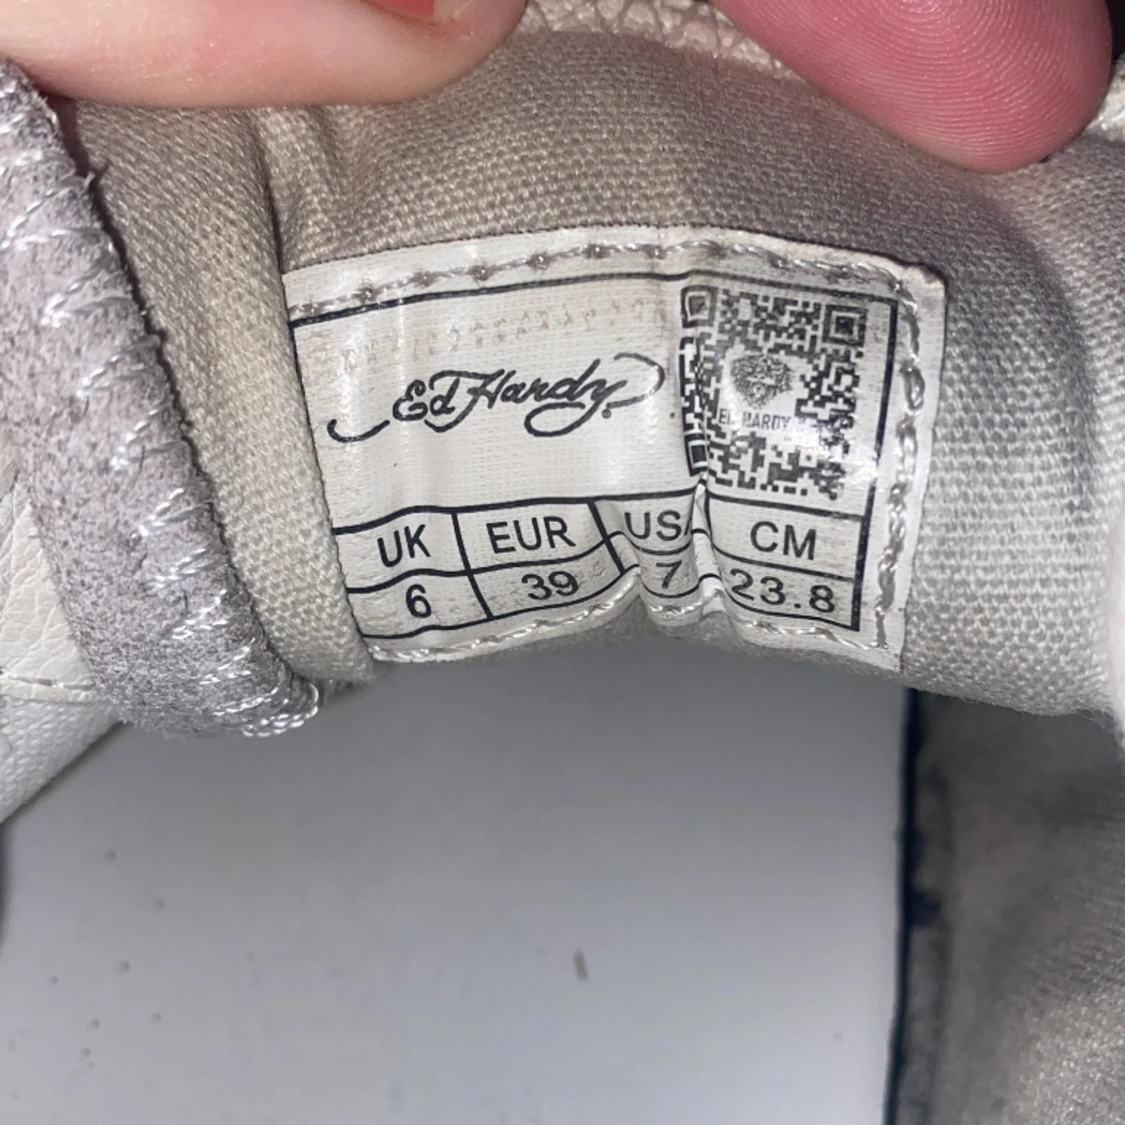 Ed Hardy
ED HARDY
UK EUR USA CM
6 39 7 23.8